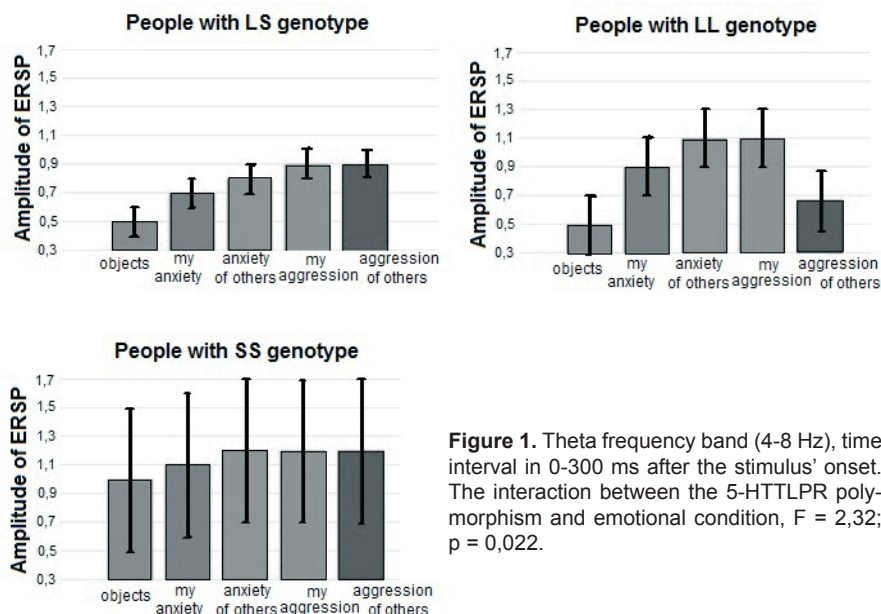 People with LS genotype
Amplitude of ERSP
1,7
1,5
1,3
1,1
0,9
0,7
0,5
0,3
objects
my
anxiety
anxiety
of others
my
aggression
aggression
of others
People with LL genotype
Amplitude of ERSP
1,7
1,5
1,3
1,1
0,9
0,7
0,5
0,3
objects
my
anxiety
anxiety
of others
my
aggression
aggression
of others
People with SS genotype
Amplitude of ERSP
1,7
1,5
1,3
1,1
0,9
0,7
0,5
0,3
objects
my
anxiety
anxiety
of others
my
aggression
aggression
of others
Figure 1. Theta frequency band (4-8 Hz), time
interval in 0-300 ms after the stimulus' onset.
The interaction between the 5-HTTLPR poly-
morphism and emotional condition, F = 2,32;
p = 0,022.